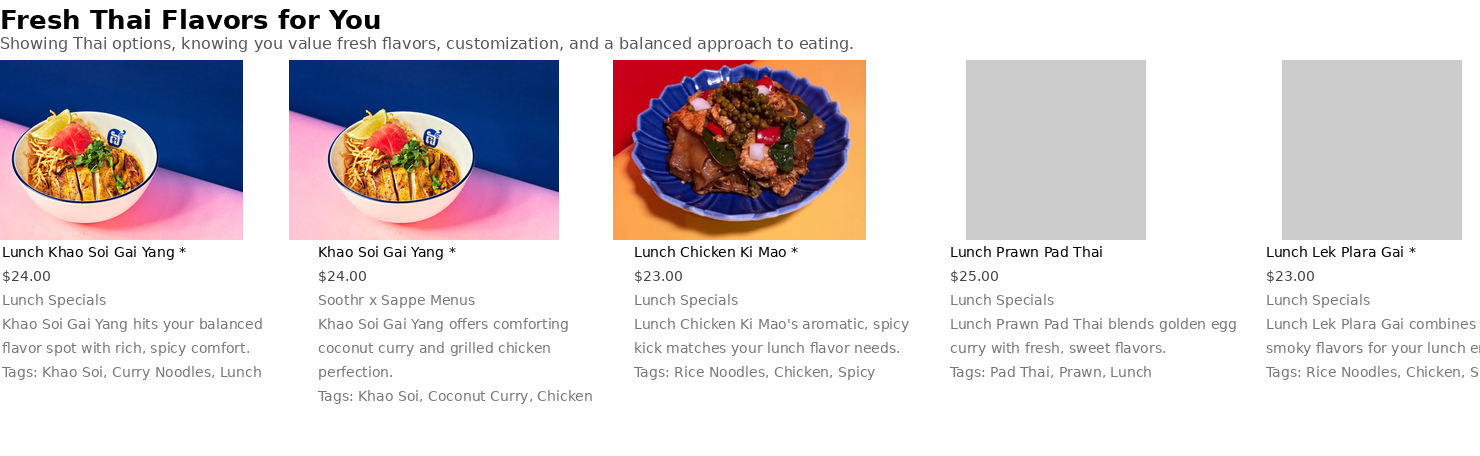 Fresh Thai Flavors for You
Showing Thai options, knowing you value fresh flavors, customization, and a balanced approach to eating.
Lunch Khao Soi Gai Yang *
$24.00
Lunch Specials
Khao Soi Gai Yang hits your balanced
flavor spot with rich, spicy comfort.
Tags: Khao Soi, Curry Noodles, Lunch
Khao Soi Gai Yang *
$24.00
Soothr x Sappe Menus
Khao Soi Gai Yang offers comforting
coconut curry and grilled chicken
perfection.
Tags: Khao Soi, Coconut Curry, Chicken
Lunch Chicken Ki Mao *
$23.00
Lunch Specials
Lunch Chicken Ki Mao's aromatic, spicy
kick matches your lunch flavor needs.
Tags: Rice Noodles, Chicken, Spicy
Lunch Prawn Pad Thai
$25.00
Lunch Specials
Lunch Prawn Pad Thai blends golden egg
curry with fresh, sweet flavors.
Tags: Pad Thai, Prawn, Lunch
Lunch Lek Plara Gai *
$23.00
Lunch Specials
Lunch Lek Plara Gai combines
smoky flavors for your lunch
Tags: Rice Noodles, Chicken,